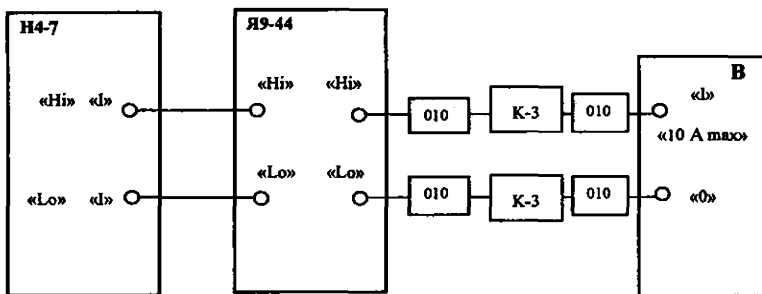 Н4-7
Я9-44
В
«Hi» «I»
«Hi» «Hi»
010
К-3
010
«I»
«10 А max»
«Lo» «I»
«Lo» «Lo»
010
К-3
010
«0»